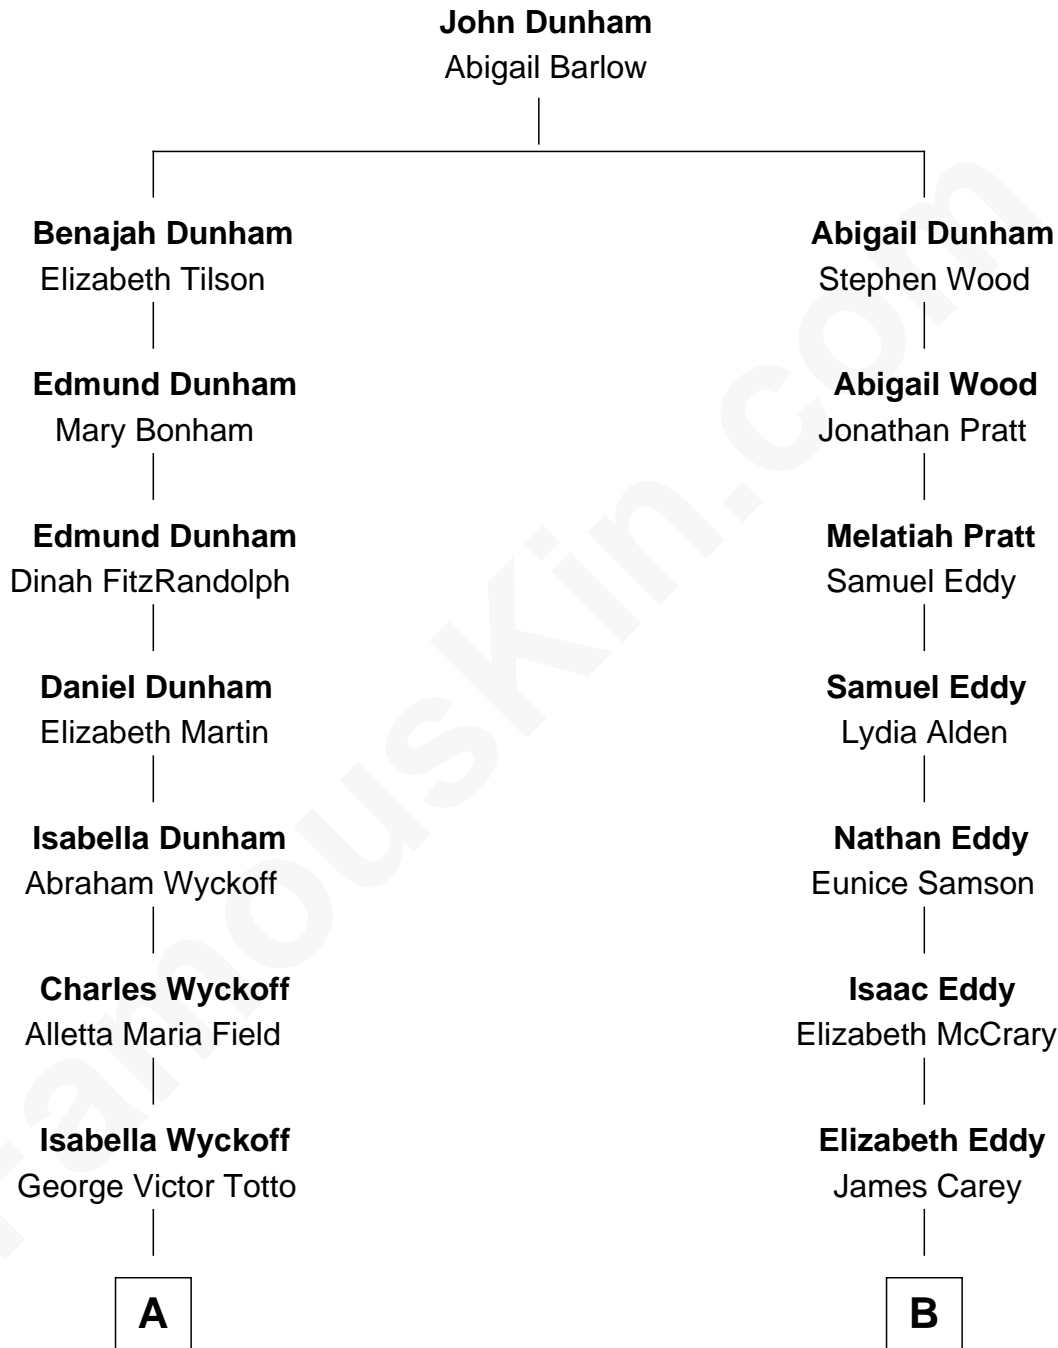 John Dunham
Abigail Barlow
Benajah Dunham
Elizabeth Tilson
Abigail Dunham
Stephen Wood
Edmund Dunham
Mary Bonham
Abigail Wood
Jonathan Pratt
Edmund Dunham
Dinah FitzRandolph
Melatiah Pratt
Samuel Eddy
Daniel Dunham
Elizabeth Martin
Samuel Eddy
Lydia Alden
Isabella Dunham
Abraham Wyckoff
Nathan Eddy
Eunice Samson
Charles Wyckoff
Alletta Maria Field
Isaac Eddy
Elizabeth McCrary
Isabella Wyckoff
George Victor Totto
Elizabeth Eddy
James Carey
A
B
FamousKin.com